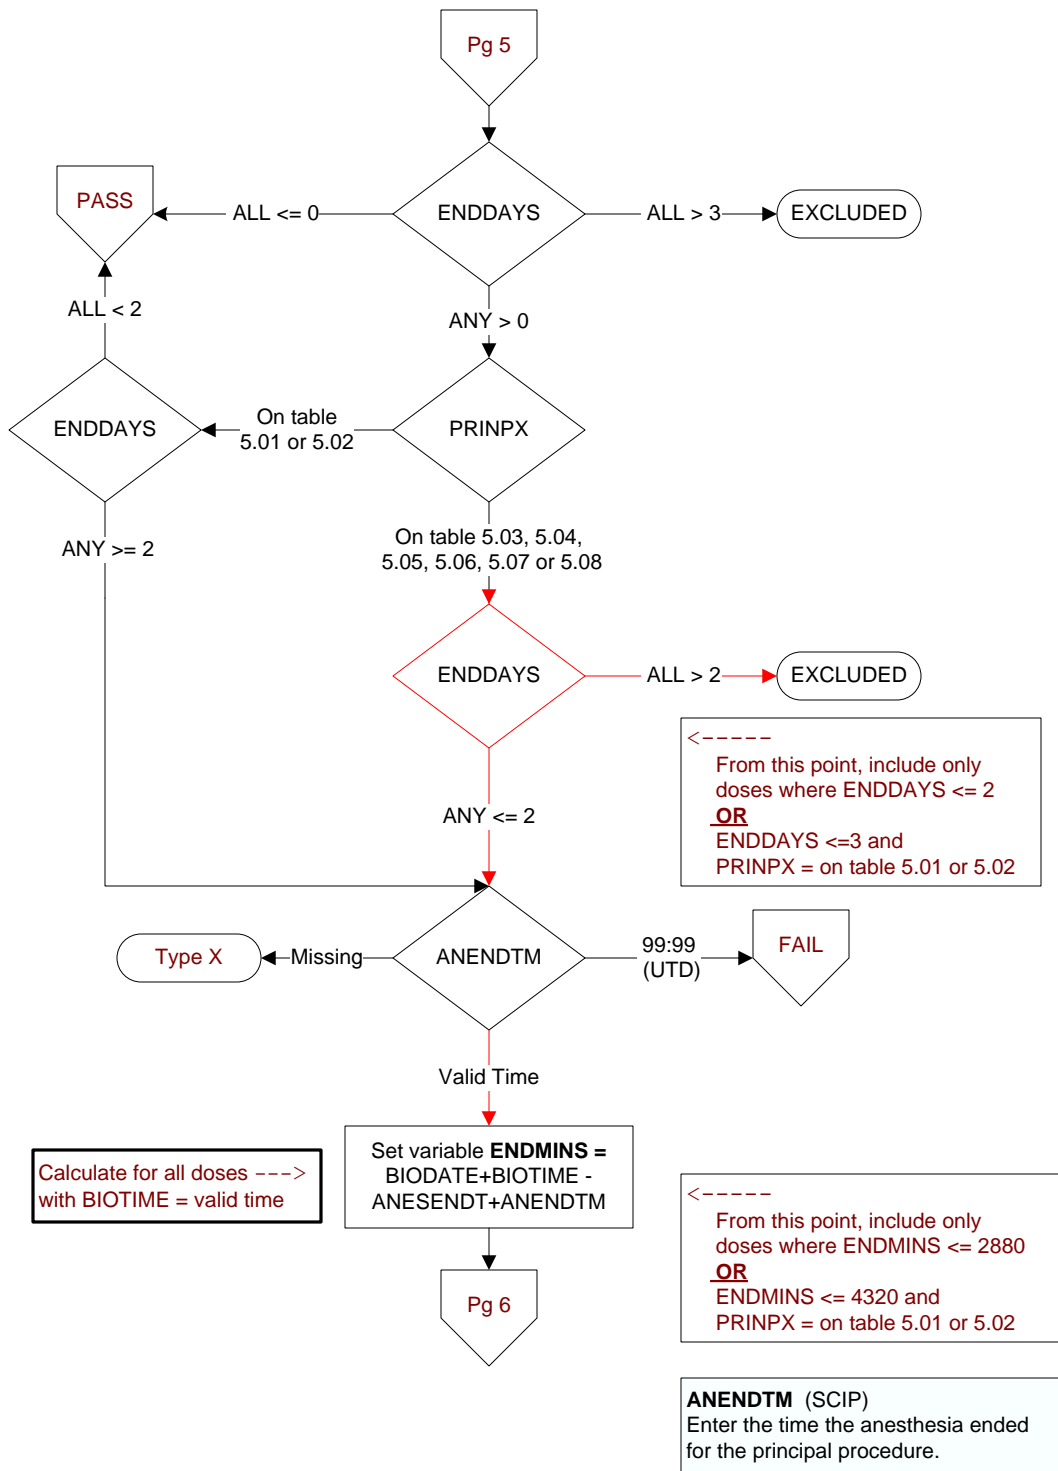 Pg 5
PASS
ALL <= 0
ENDDAYS
ALL > 3
EXCLUDED
ALL < 2
ANY > 0
ENDDAYS
On table
5.01 or 5.02
PRINPX
ANY >= 2
On table 5.03, 5.04,
5.05, 5.06, 5.07 or 5.08
ENDDAYS
ALL > 2
EXCLUDED
<-----
From this point, include only
doses where ENDDAYS <= 2
OR
ENDDAYS <=3 and
PRINPX = on table 5.01 or 5.02
ANY <= 2
Type X
Missing
ANENDTM
99:99
(UTD)
FAIL
Valid Time
Calculate for all doses --->
with BIOTIME = valid time
Set variable ENDMINS =
BIODATE+BIOTIME -
ANESENDT+ANENDTM
<-----
From this point, include only
doses where ENDMINS <= 2880
OR
ENDMINS <= 4320 and
PRINPX = on table 5.01 or 5.02
Pg 6
ANENDTM (SCIP)
Enter the time the anesthesia ended
for the principal procedure.